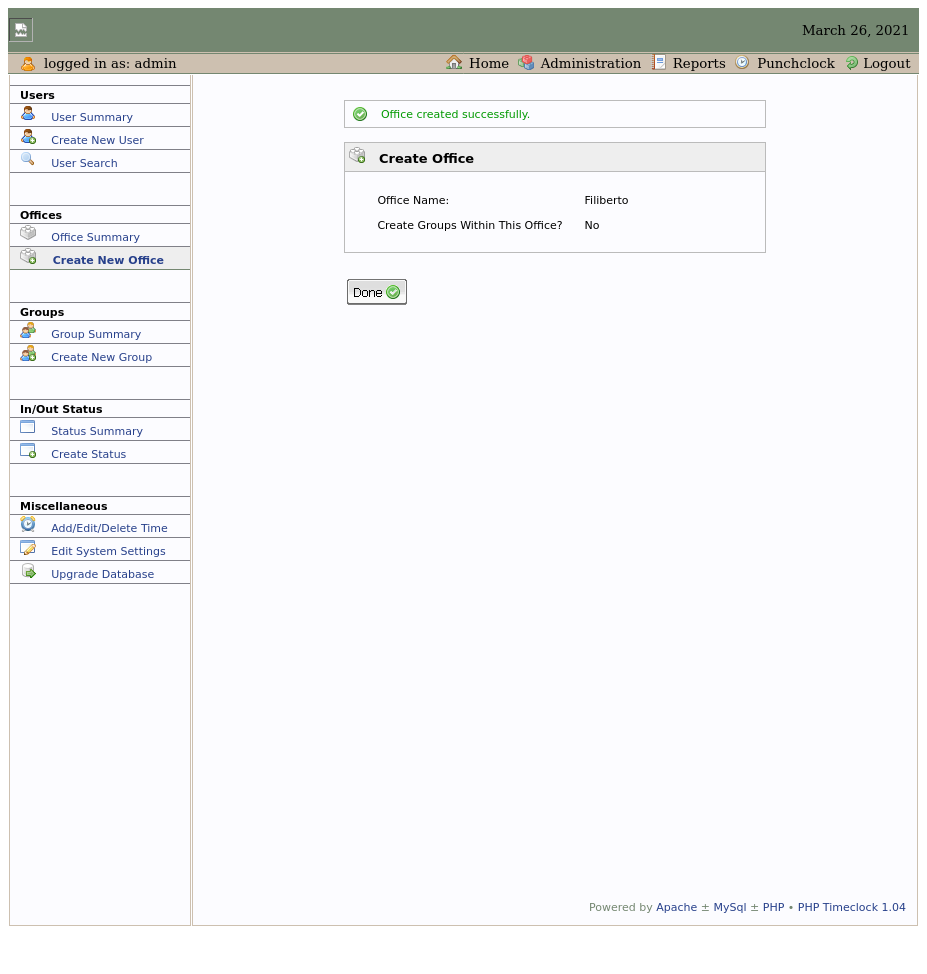 March 26, 2021
logged in as: admin
Home Administration Reports Punchclock Logout
Users
User Summary
Create New User
User Search
Offices
Office Summary
Create New Office
Groups
Group Summary
Create New Group
In/Out Status
Status Summary
Create Status
Miscellaneous
Add/Edit/Delete Time
Edit System Settings
Upgrade Database
Office created successfully.
Create Office
Office Name: Filiberto
Create Groups Within This Office? No
Done
Powered by Apache ± MySql ± PHP • PHP Timeclock 1.04